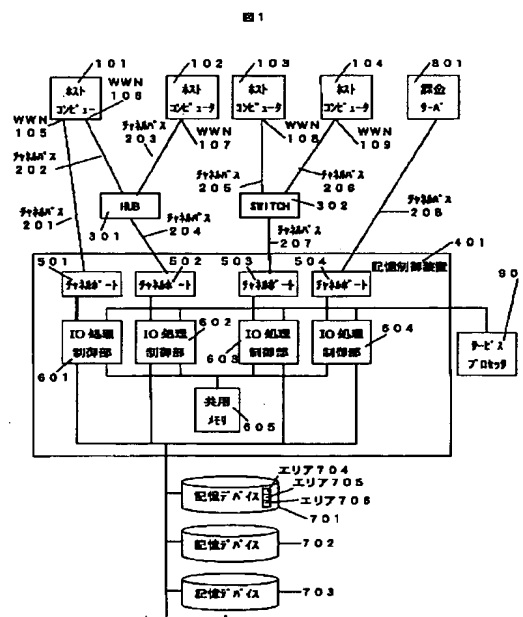 図1
101
102
103
104
801
ホスト
コンピュー
WWN
106
ホスト
コンピュータ
ホスト
コンピュータ
ホスト
コンピュータ
課金
サーバ
WWN
105
WWN
107
WWN
108
WWN
109
チャネルパス
202
チャネルパス
203
チャネルパス
205
チャネルパス
206
チャネルパス
201
HUB
301
SWITCH
302
チャネルパス
204
チャネルパス
207
チャネルパス
208
501
502
503
504
記憶制御装置
401
チャネルポート
チャネルポート
チャネルポート
チャネルポート
80
IO処理
制御部
601
IO処理
制御部
602
IO処理
制御部
603
IO処理
制御部
604
サービス
プロセッサ
共用
メモリ
605
記憶デバイス
エリア704
エリア705
エリア706
701
記憶デバイス
702
記憶デバイス
703